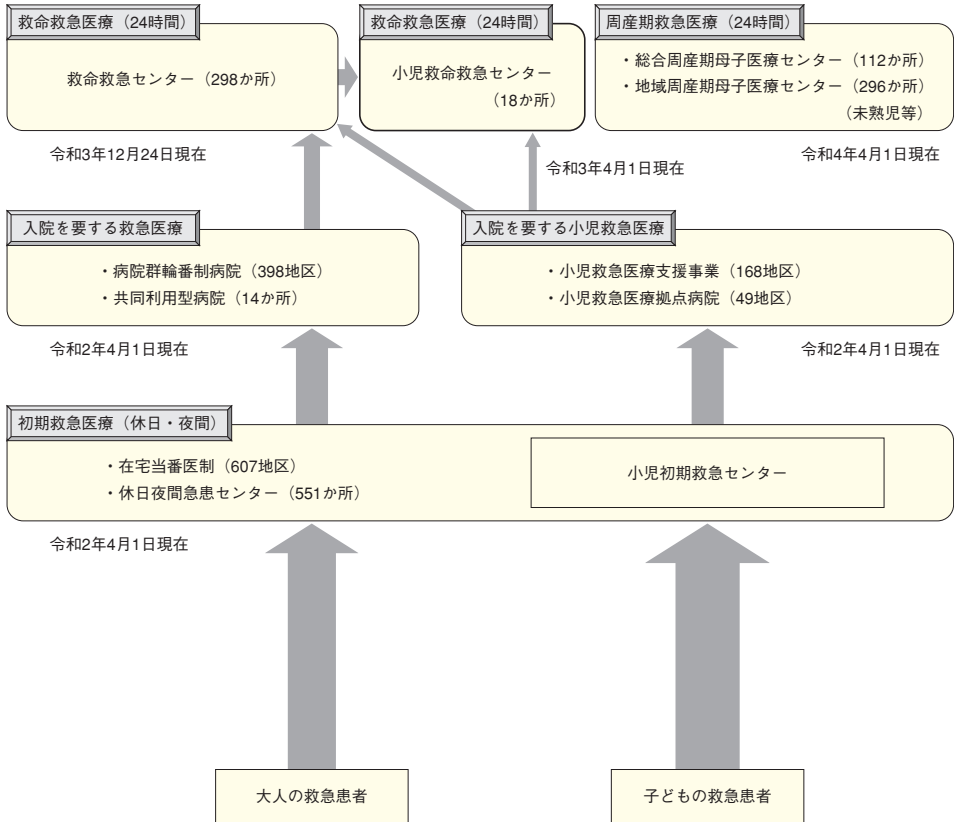 救命救急医療（24時間）
救命救急センター（298か所）
令和3年12月24日現在
救命救急医療（24時間）
小児救命救急センター
（18か所）
令和3年4月1日現在
周産期救急医療（24時間）
・総合周産期母子医療センター（112か所）
・地域周産期母子医療センター（296か所）
（未熟児等）
令和4年4月1日現在
入院を要する救急医療
・病院群輪番制病院（398地区）
・共同利用型病院（14か所）
令和2年4月1日現在
入院を要する小児救急医療
・小児救急医療支援事業（168地区）
・小児救急医療拠点病院（49地区）
令和2年4月1日現在
初期救急医療（休日・夜間）
・在宅当番医制（607地区）
・休日夜間急患センター（551か所）
小児初期救急センター
令和2年4月1日現在
大人の救急患者
子どもの救急患者